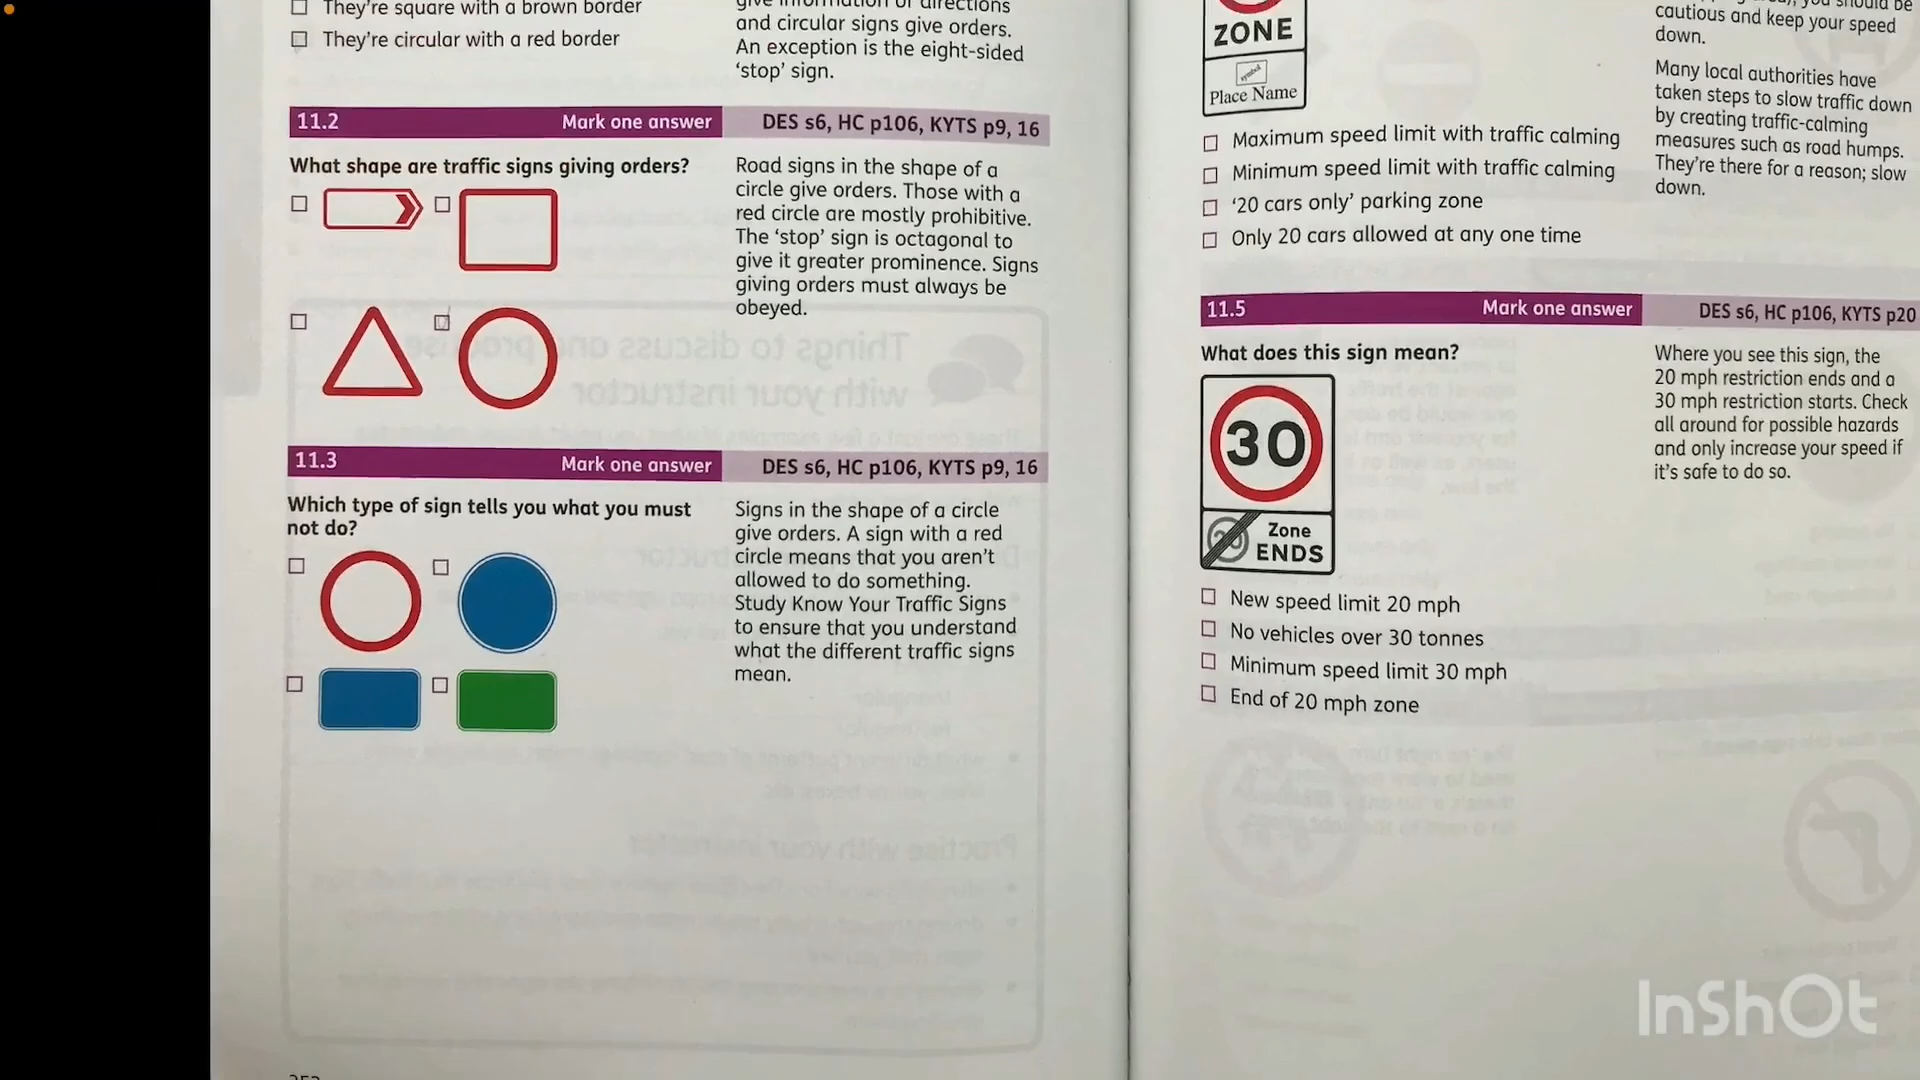 They're square with a brown border
They're circular with a red border
and circular signs give orders.
An exception is the eight-sided
‘stop’ sign.
11.2 Mark one answer DES s6, HC p106, KYTS p9, 16
What shape are traffic signs giving orders?
Road signs in the shape of a
circle give orders. Those with a
red circle are mostly prohibitive.
The ‘stop’ sign is octagonal to
give it greater prominence. Signs
giving orders must always be
obeyed.
11.3 Mark one answer DES s6, HC p106, KYTS p9, 16
Which type of sign tells you what you must
not do?
Signs in the shape of a circle
give orders. A sign with a red
circle means that you aren't
allowed to do something.
Study Know Your Traffic Signs
to ensure that you understand
what the different traffic signs
mean.
ZONE
symbol
Place Name
Maximum speed limit with traffic calming
Minimum speed limit with traffic calming
‘20 cars only’ parking zone
Only 20 cars allowed at any one time
you should be
cautious and keep your speed
down.
Many local authorities have
taken steps to slow traffic down
by creating traffic-calming
measures such as road humps.
They're there for a reason; slow
down.
11.5 Mark one answer DES s6, HC p106, KYTS p20
What does this sign mean?
30
20 Zone
ENDS
New speed limit 20 mph
No vehicles over 30 tonnes
Minimum speed limit 30 mph
End of 20 mph zone
Where you see this sign, the
20 mph restriction ends and a
30 mph restriction starts. Check
all around for possible hazards
and only increase your speed if
it's safe to do so.
InShOt